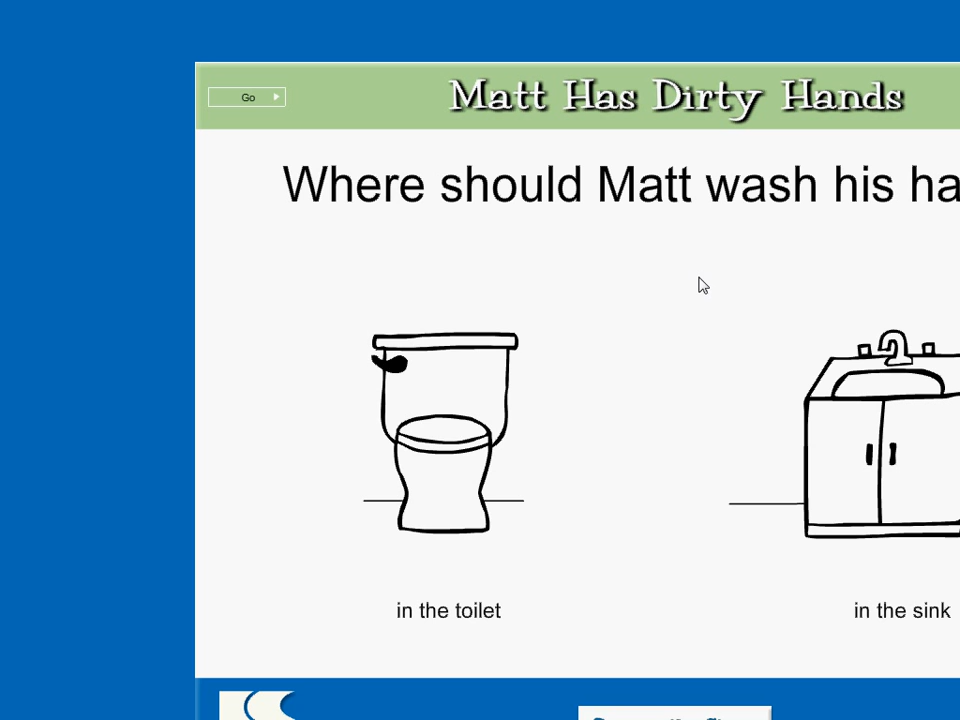 Go
Matt Has Dirty Hands
Where should Matt wash his ha
in the toilet
in the sink